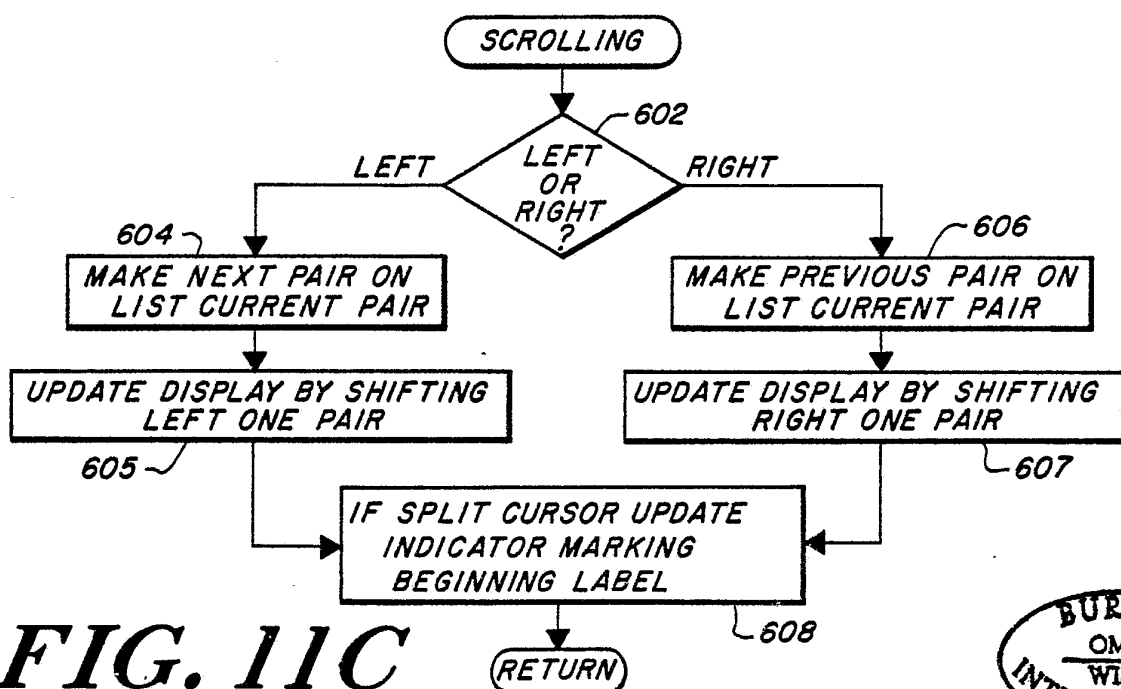 SCROLLING
602
LEFT
OR
RIGHT
?
LEFT
RIGHT
604
MAKE NEXT PAIR ON
LIST CURRENT PAIR
606
MAKE PREVIOUS PAIR ON
LIST CURRENT PAIR
UPDATE DISPLAY BY SHIFTING
LEFT ONE PAIR
605
UPDATE DISPLAY BY SHIFTING
RIGHT ONE PAIR
607
IF SPLIT CURSOR UPDATE
INDICATOR MARKING
BEGINNING LABEL
608
RETURN
FIG. 11C